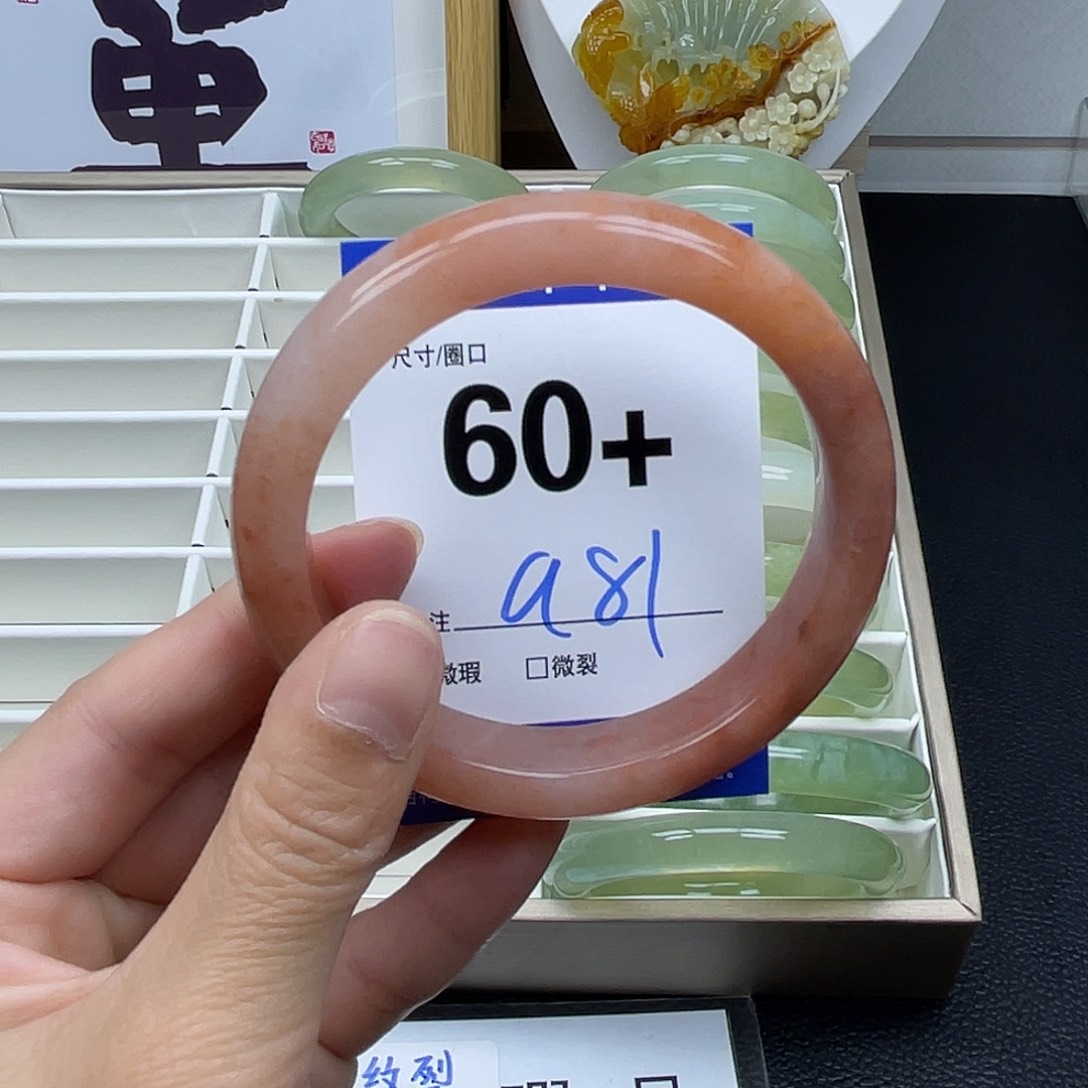 尺寸/圈口
60+
注 a81
微瑕 □微裂
纹裂